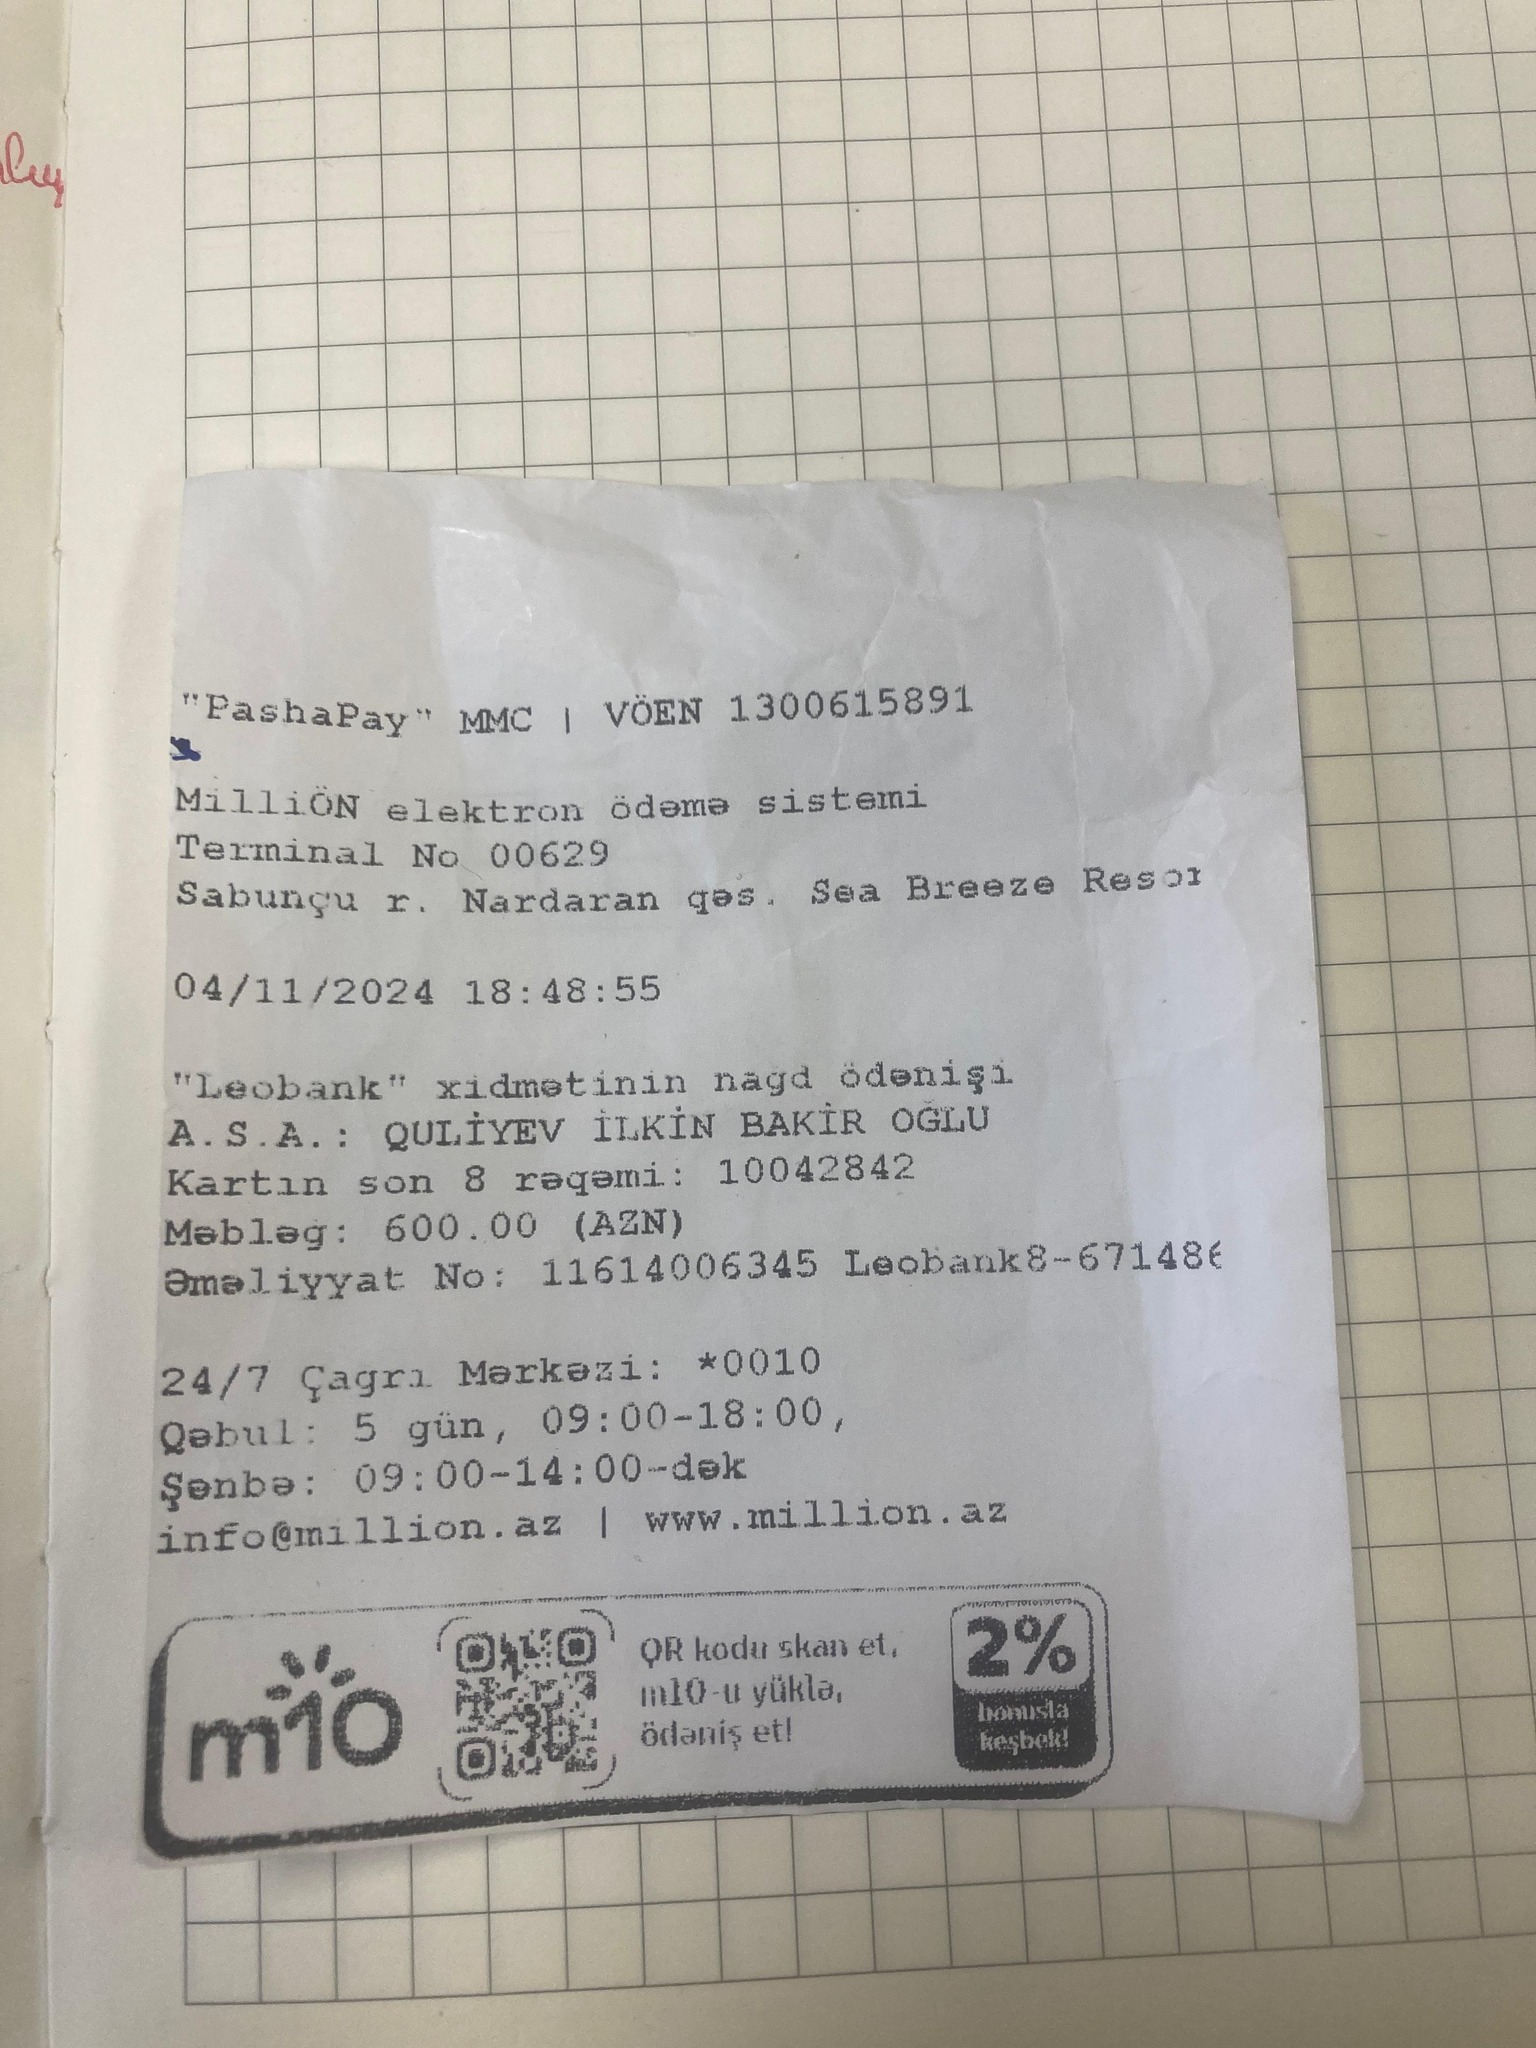 "PashaPay" MMC | VÖEN 1300615891
MilliÖN elektron ödəmə sistemi
Terminal No 00629
Sabunçu r. Nardaran qəs. Sea Breeze Resor
04/11/2024 18:48:55
"Leobank" xidmətinin nagd ödənişi
A.S.A.: QULİYEV İLKİN BAKİR OĞLU
Kartın son 8 rəqəmi: 10042842
Məbləg: 600.00 (AZN)
Əməliyyat No: 11614006345 Leobank8-671486
24/7 Çagrı Mərkəzi: *0010
Qəbul: 5 gün, 09:00-18:00,
Şənbə: 09:00-14:00-dək
info@million.az | www.million.az
m10
QR kodu skan et,
m10-u yüklə,
ödəniş et!
2%
bonusla
keşbek!